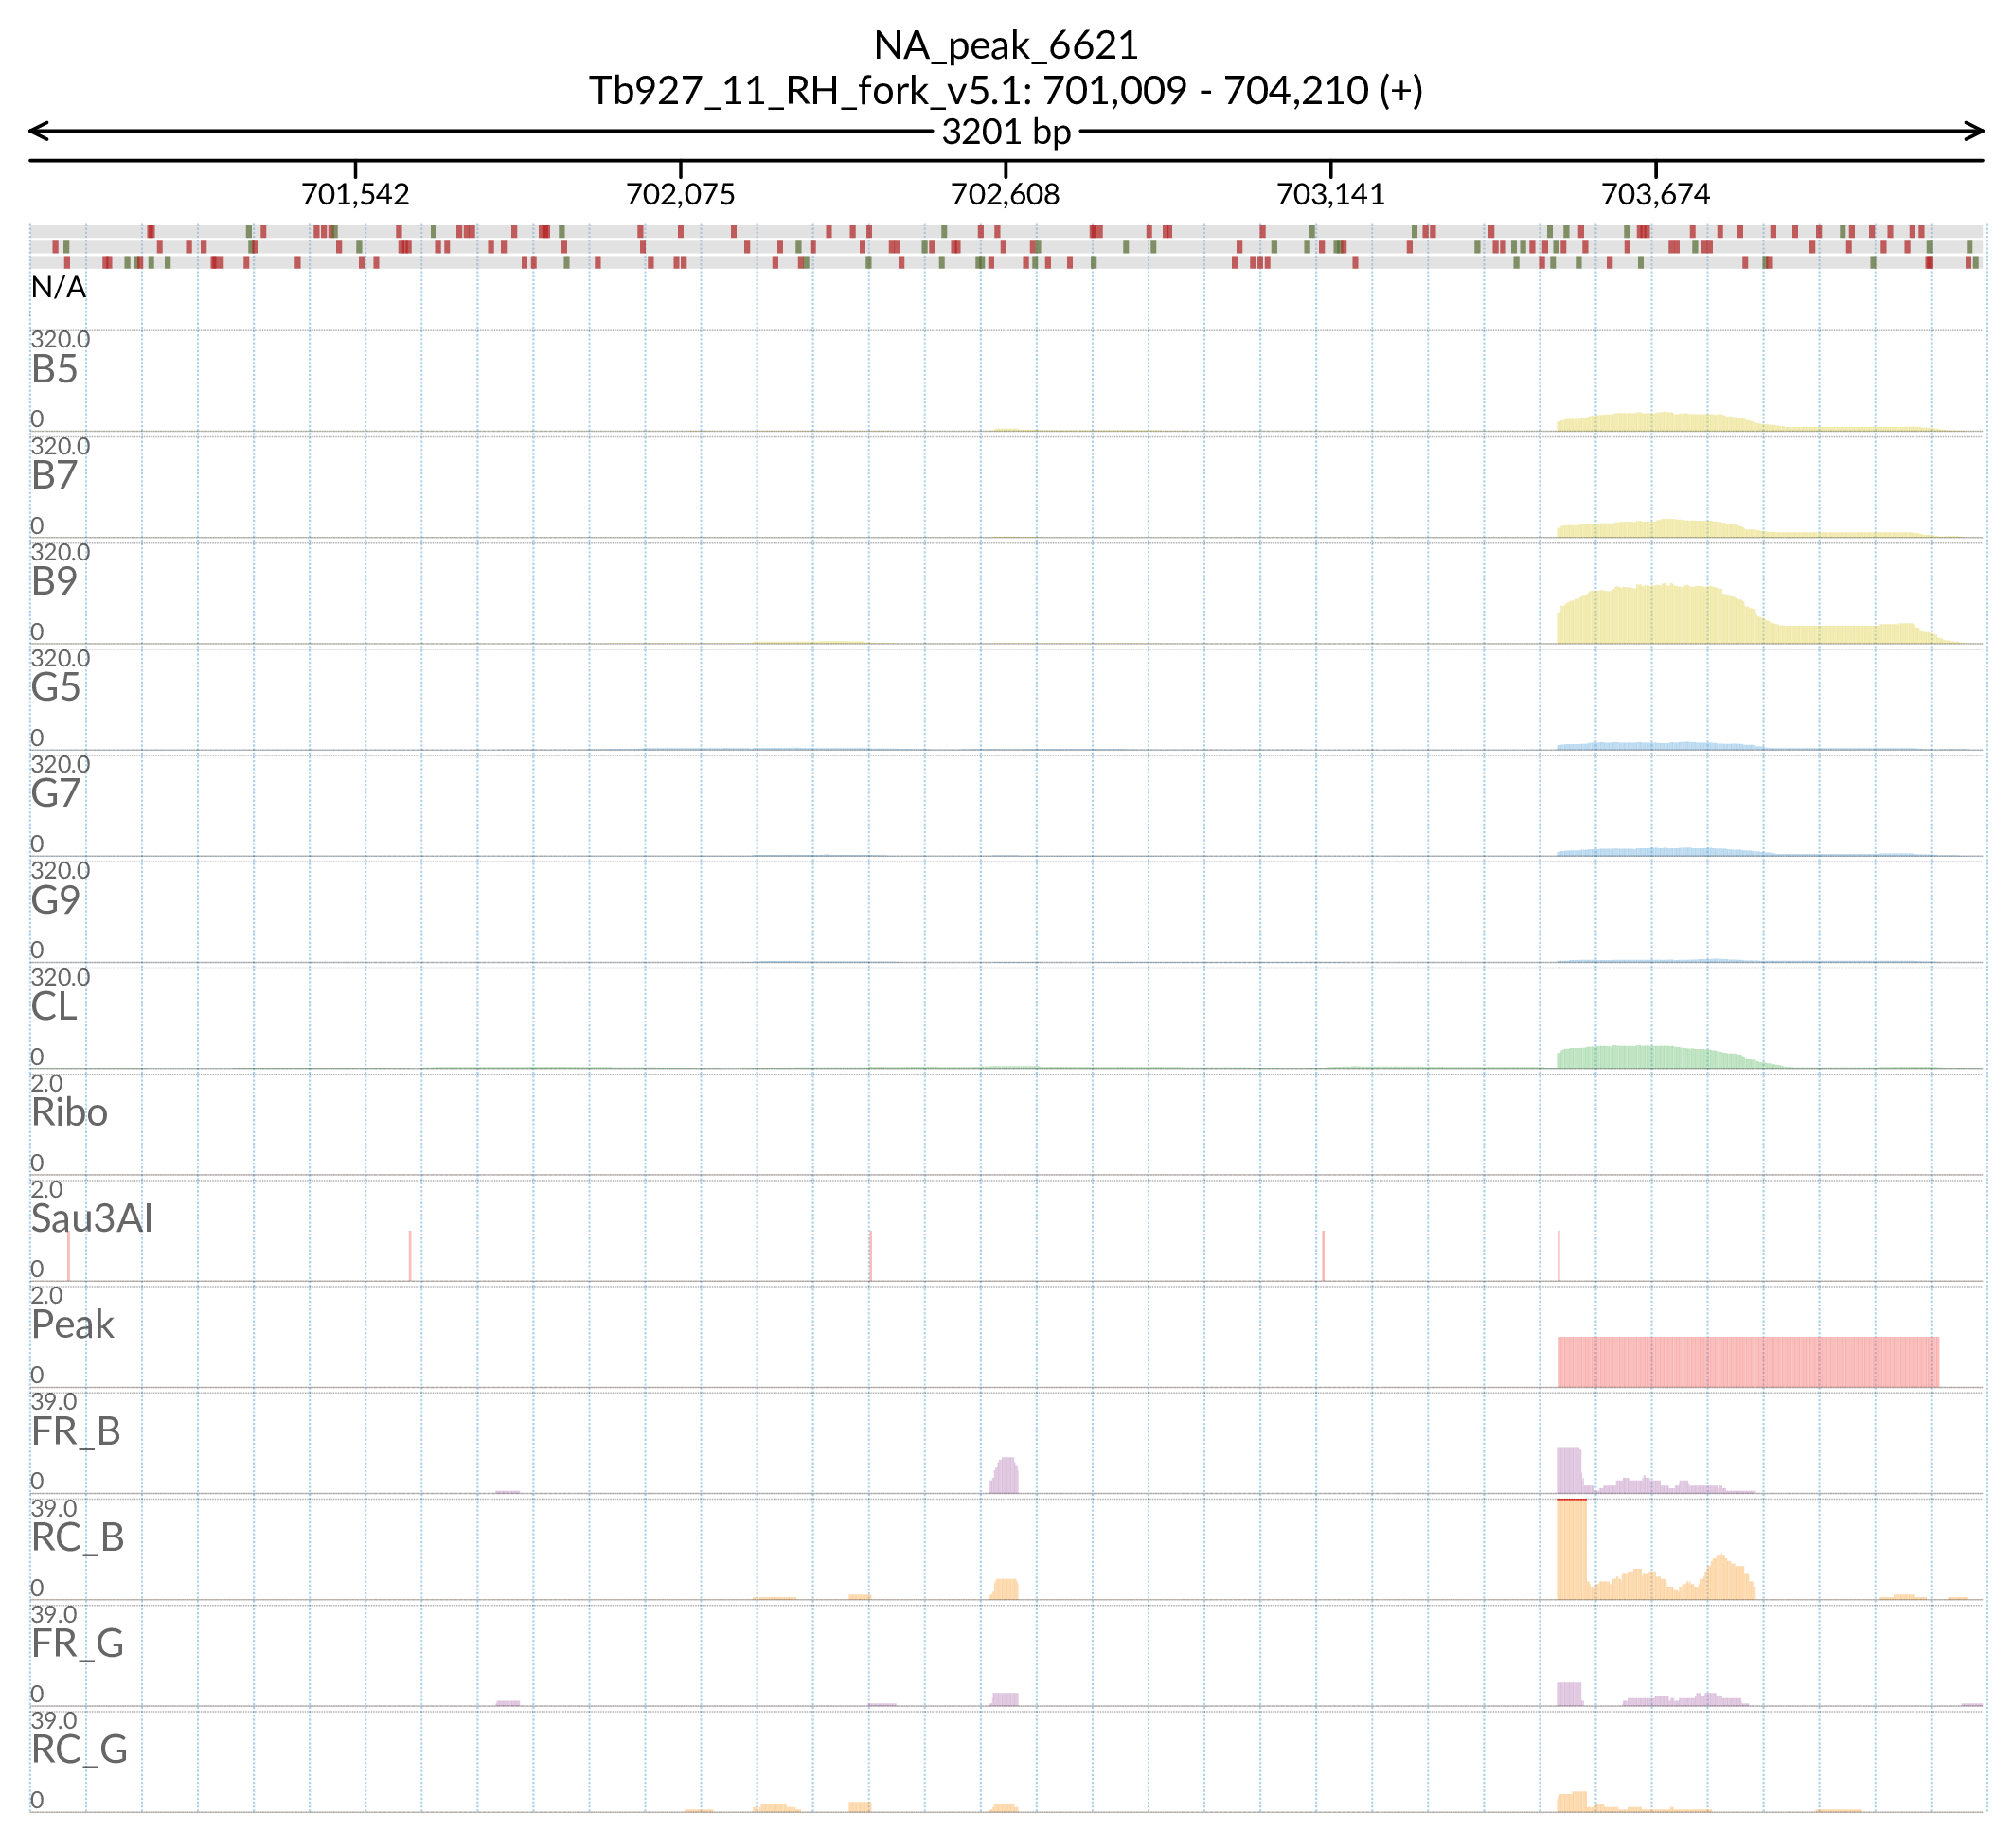 NA_peak_6621
Tb927_11_RH_fork_v5.1: 701,009 - 704,210 (+)
3201 bp
701,542 702,075 702,608 703,141 703,674
N/A
320.0
B5
0
320.0
B7
0
320.0
B9
0
320.0
G5
0
320.0
G7
0
320.0
G9
0
320.0
CL
0
2.0
Ribo
0
2.0
Sau3AI
0
2.0
Peak
0
39.0
FR_B
0
39.0
RC_B
0
39.0
FR_G
0
39.0
RC_G
0